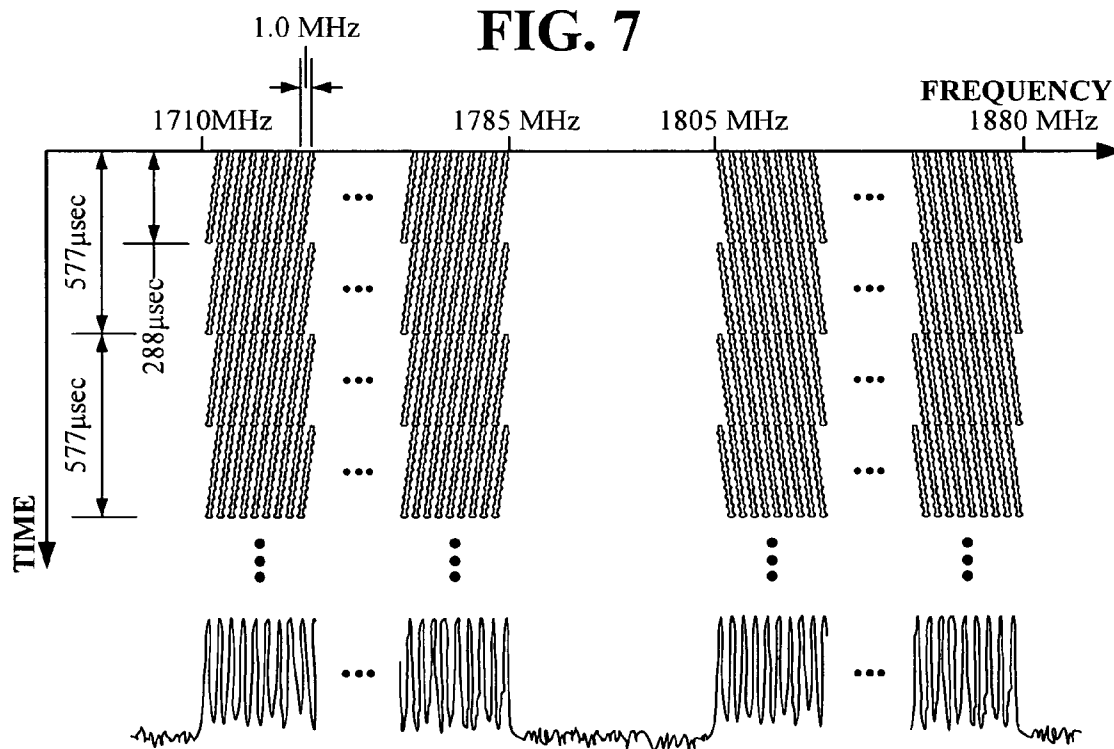 FIG. 7
1.0 MHz
FREQUENCY
1710MHz
1785 MHz
1805 MHz
1880 MHz
577μsec
288μsec
577μsec
TIME